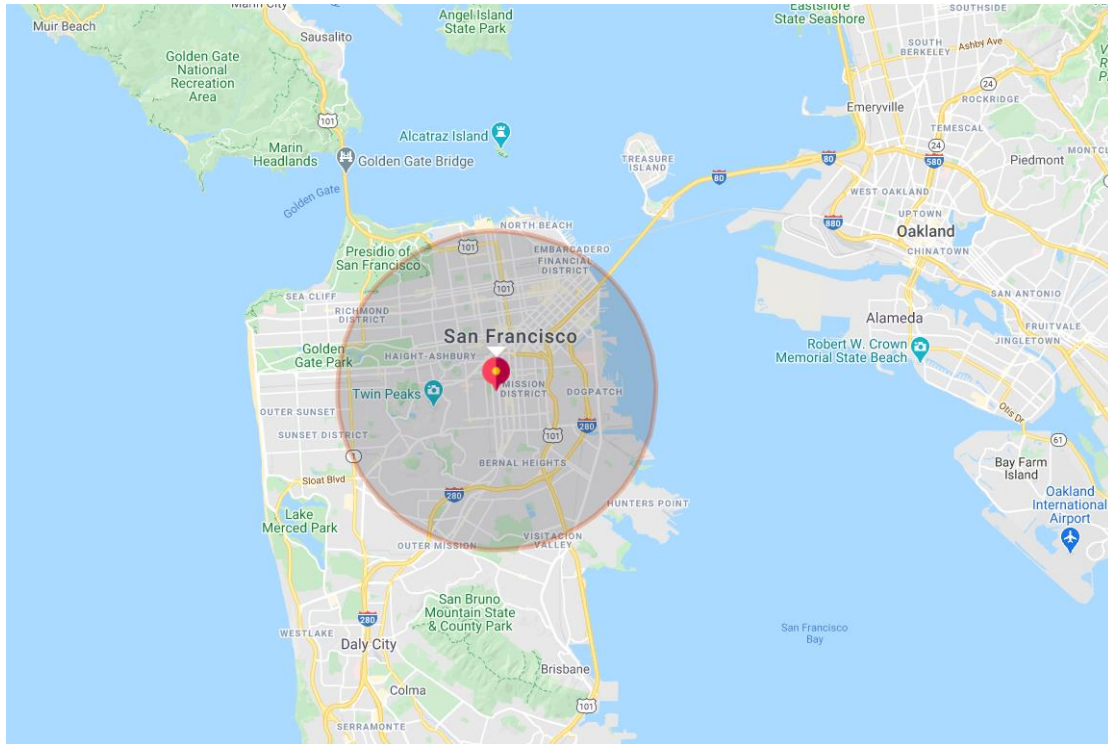 Muir Beach
Marin City
Sausalito
Angel Island
State Park
Eastshore
State Seashore
SOUTHSIDE
SOUTH
BERKELEY
Ashby Ave
Golden Gate
National
Recreation
Area
101
24
ROCKRIDGE
Emeryville
TEMESCAL
Alcatraz Island
Marin
Headlands
Golden Gate Bridge
TREASURE
ISLAND
80
80
24
580
Piedmont
Golden Gate
WEST OAKLAND
UPTOWN
880
Oakland
CHINATOWN
NORTH BEACH
101
EMBARCADERO
FINANCIAL
DISTRICT
Presidio of
San Francisco
101
SEA CLIFF
RICHMOND
DISTRICT
SAN ANTONIO
Alameda
FRUITVALE
JINGLETOWN
San Francisco
Golden
Gate Park
HAIGHT-ASHBURY
Robert W. Crown
Memorial State Beach
Twin Peaks
MISSION
DISTRICT
DOGPATCH
OUTER SUNSET
SUNSET DISTRICT
280
101
Otis Dr
61
1
BERNAL HEIGHTS
Bay Farm
Island
Sloat Blvd
280
Oakland
International
Airport
HUNTERS POINT
Lake
Merced Park
VISITACION
VALLEY
OUTER MISSION
San Bruno
Mountain State
& County Park
280
San Francisco
Bay
WESTLAKE
Daly City
Brisbane
Colma
101
SERRAMONTE